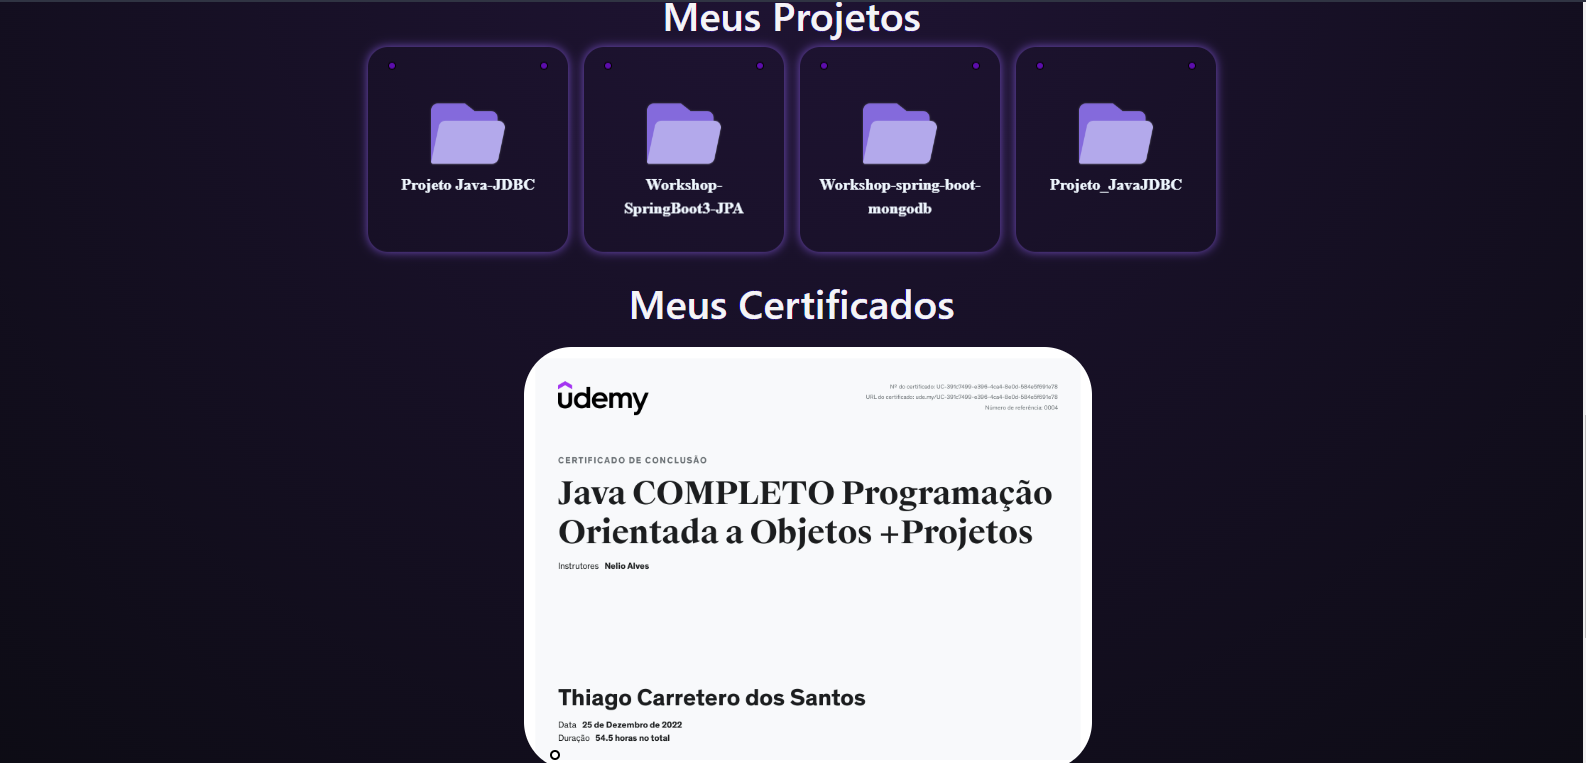 Meus Projetos
Projeto Java-JDBC
Workshop-
SpringBoot3-JPA
Workshop-spring-boot-
mongodb
Projeto_JavaJDBC
Meus Certificados
udemy
Nº do certificado: UC-391c7499-e396-4ca4-8e0d-
URL do certificado: ude.my/UC-391c7499-e396-4ca4-8e0d-
Número de referência: 0004
CERTIFICADO DE CONCLUSÃO
Java COMPLETO Programação
Orientada a Objetos +Projetos
Instrutores Nelio Alves
Thiago Carretero dos Santos
Data 25 de Dezembro de 2022
Duração 54.5 horas no total